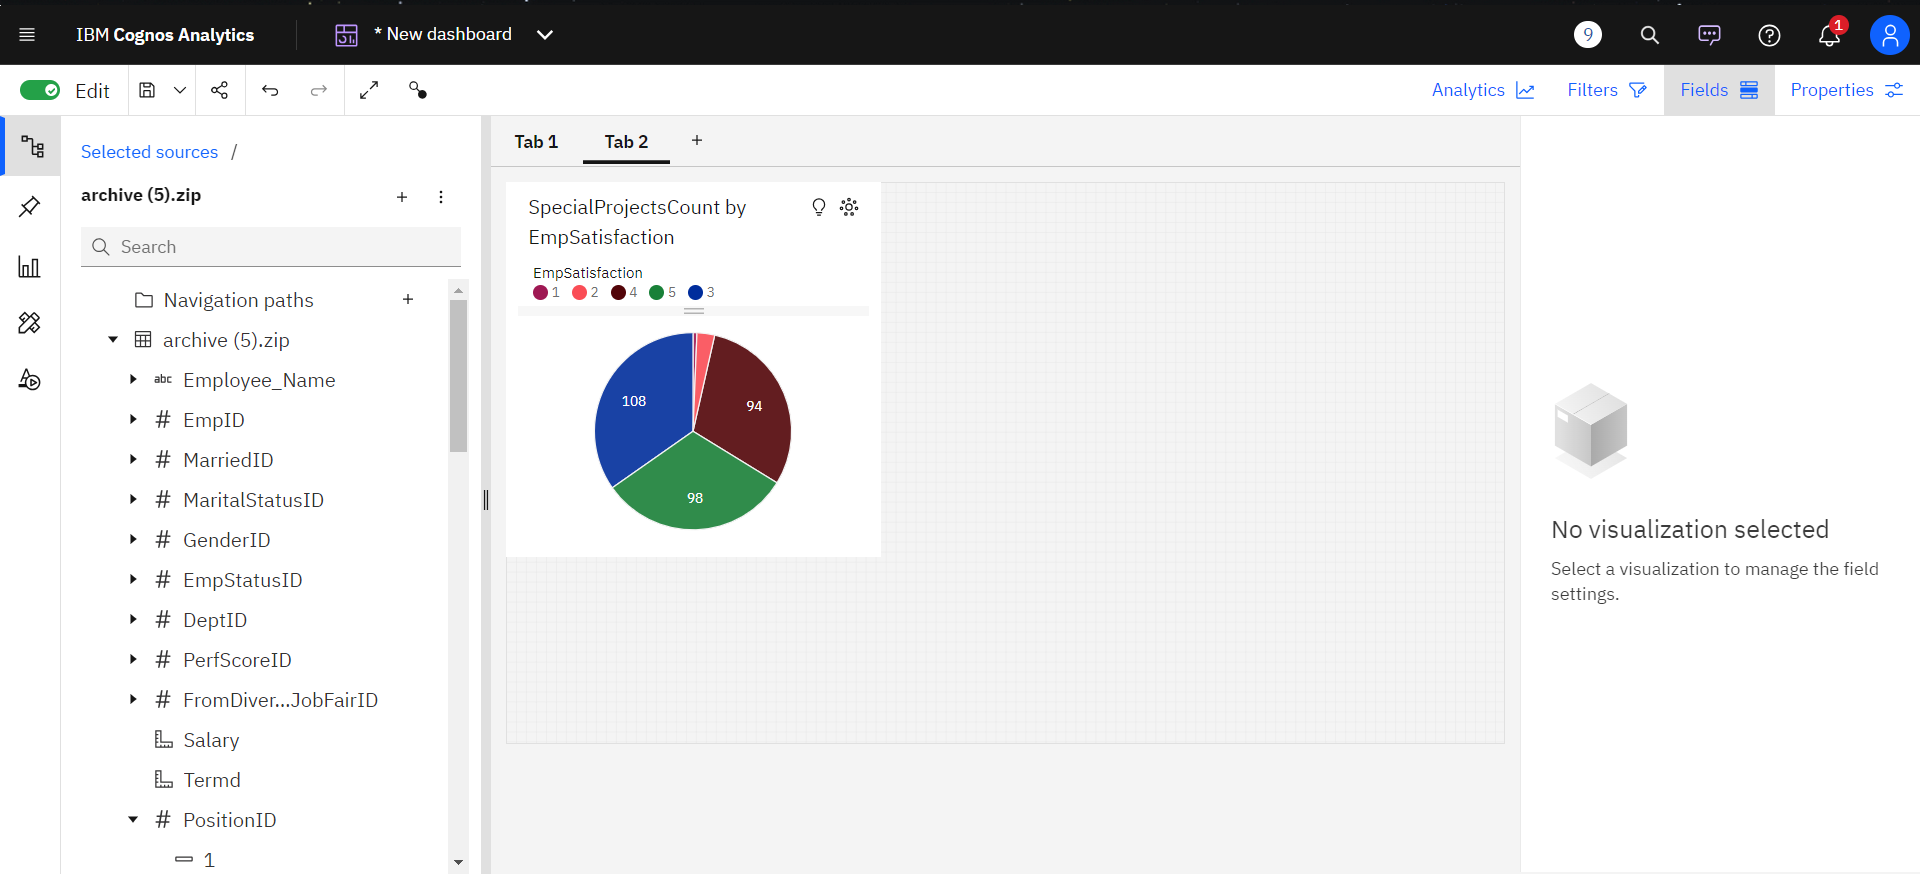 IBM Cognos Analytics
* New dashboard
9
1
Edit
Analytics
Filters
Fields
Properties
Selected sources /
archive (5).zip
Search
Navigation paths
archive (5).zip
abc Employee_Name
# EmpID
# MarriedID
# MaritalStatusID
# GenderID
# EmpStatusID
# DeptID
# PerfScoreID
# FromDiver...JobFairID
Salary
Termd
# PositionID
1
Tab 1
Tab 2
SpecialProjectsCount by
EmpSatisfaction
EmpSatisfaction
1 2 4 5 3
108
94
98
No visualization selected
Select a visualization to manage the field
settings.